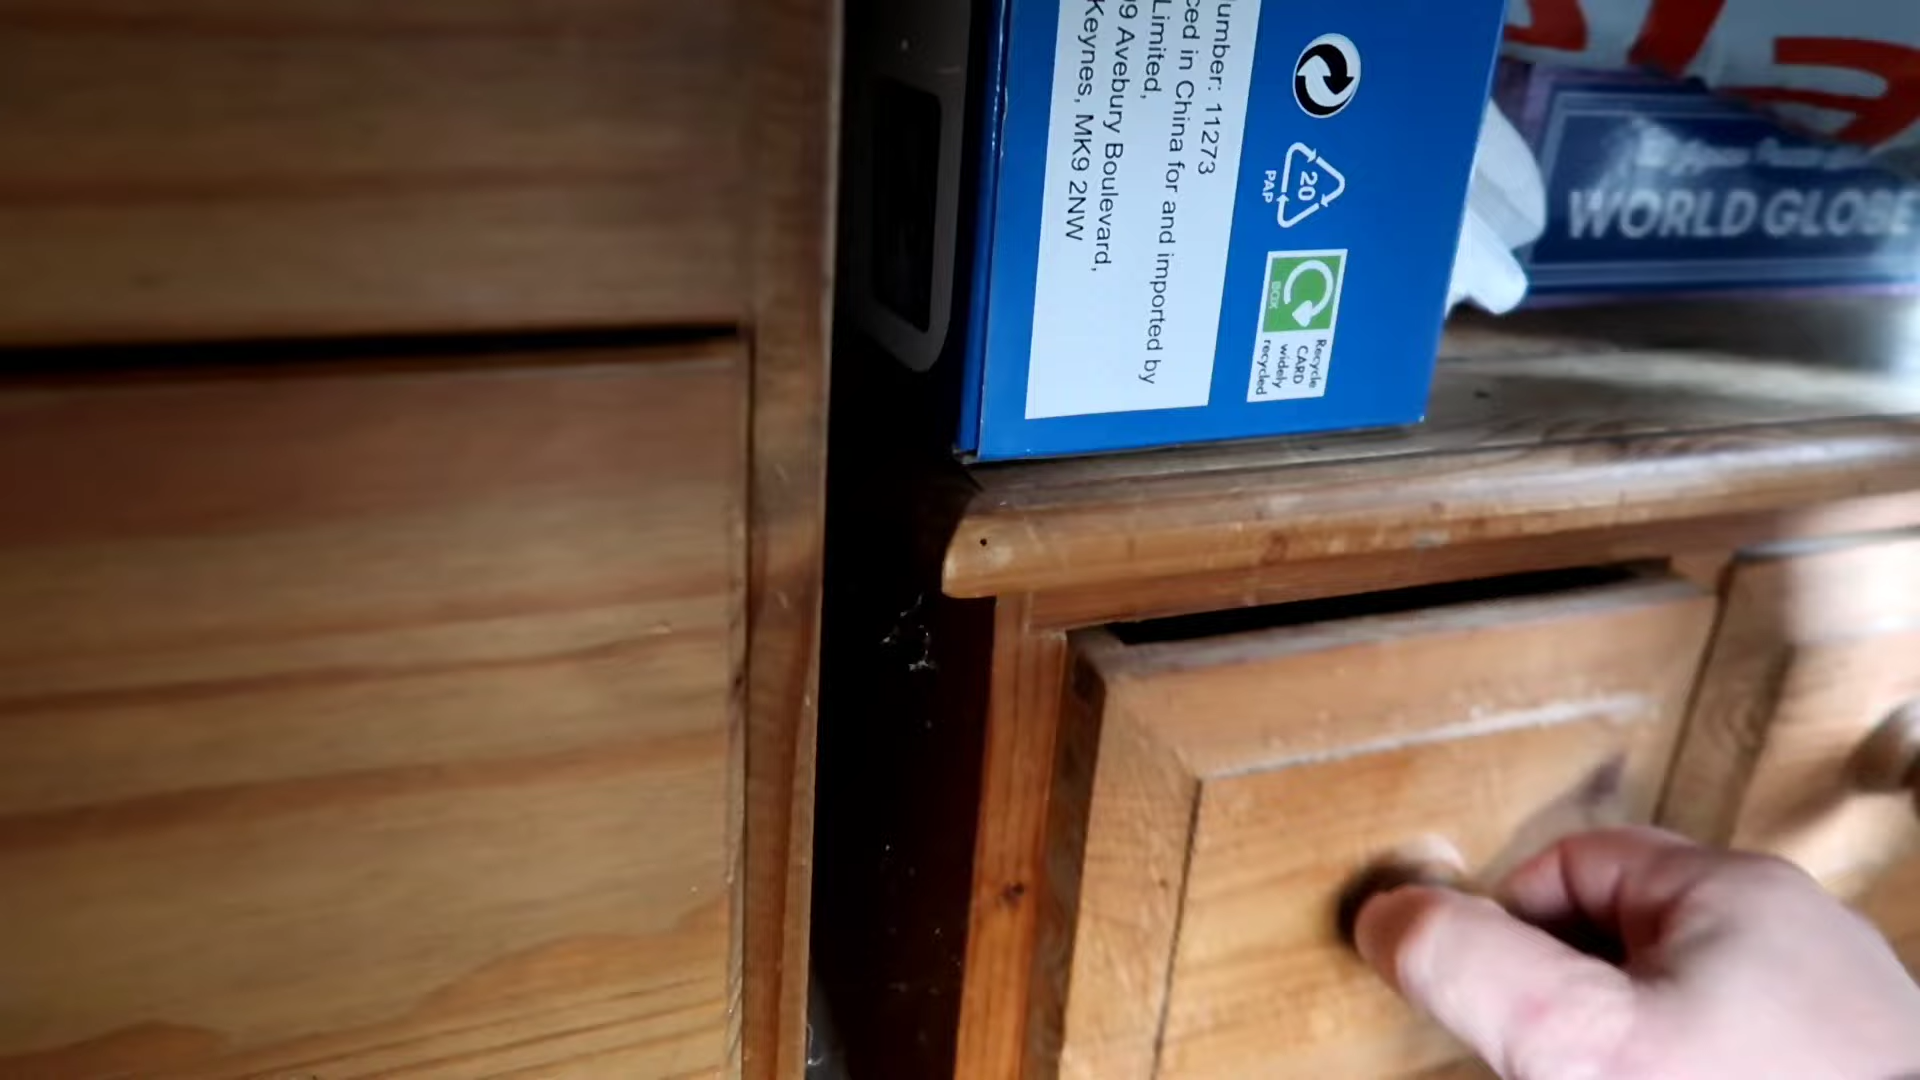 umber: 11273
ced in China for and imported by
Limited,
9 Avebury Boulevard,
Keynes, MK9 2NW
20
PAP
BOX
Recycle
CARD
widely
recycled
WORLD GLOBE